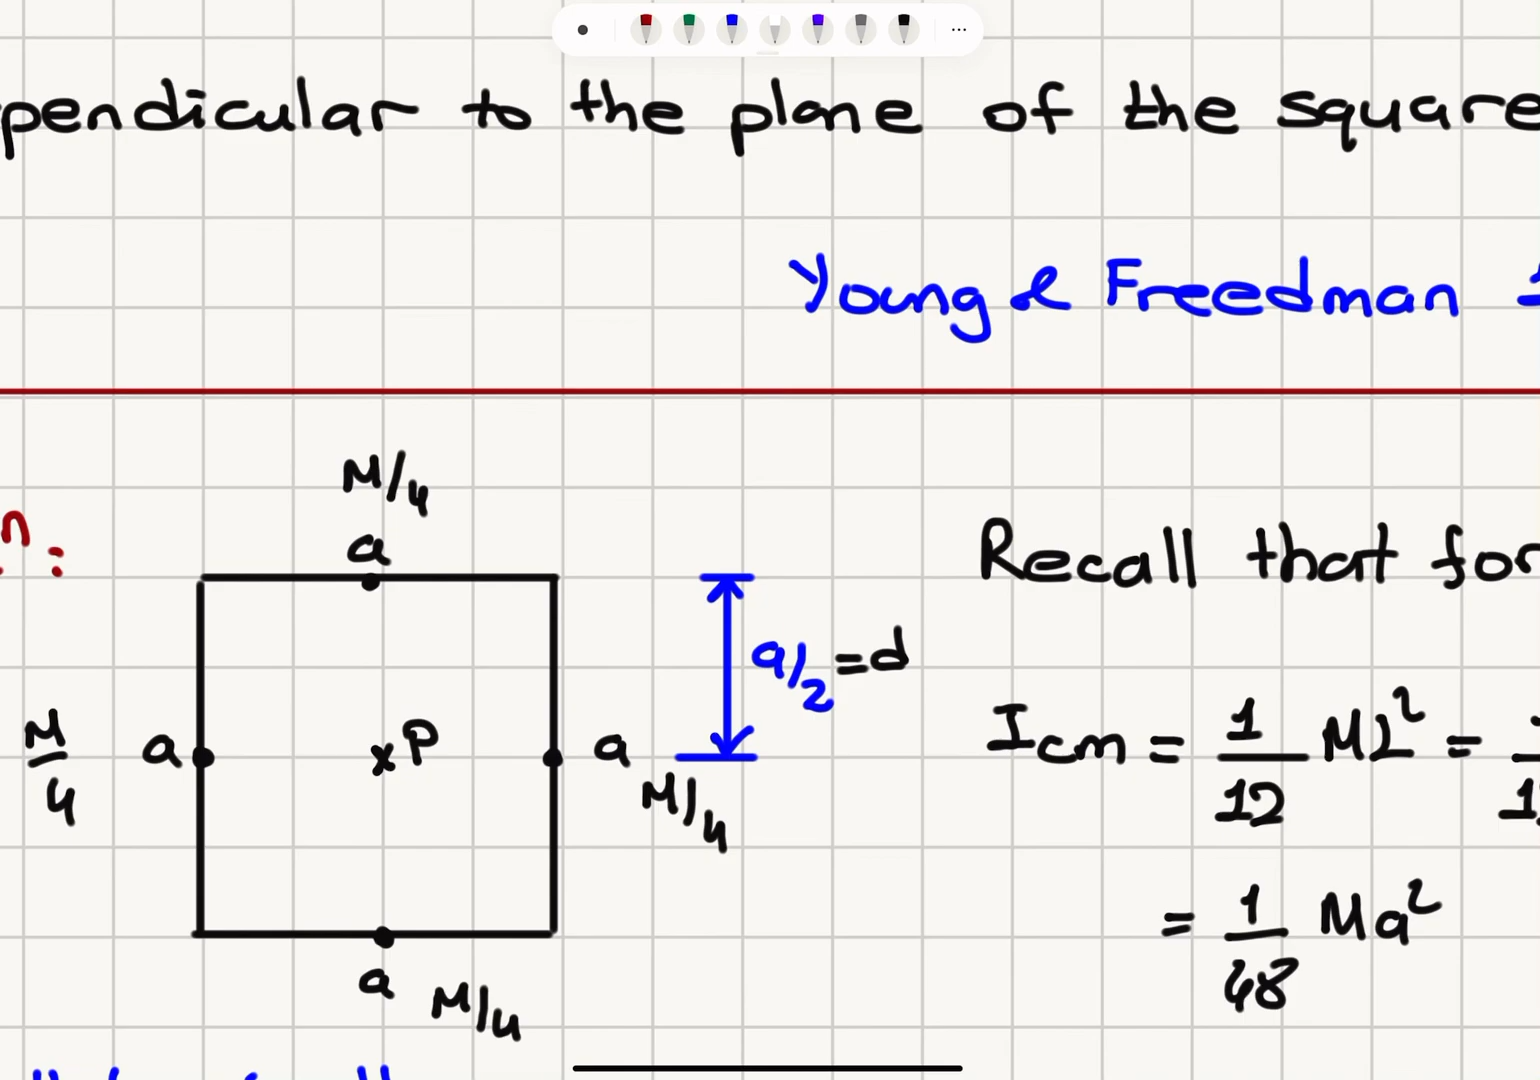 pendicular to the plane of the square
Young & Freedman
n:
M/4
a
Recall that for
a/2 = d
M/4
a
xP
a
M/4
Icm = 1/12 ML² =
= 1/48 Ma²
a
M/4